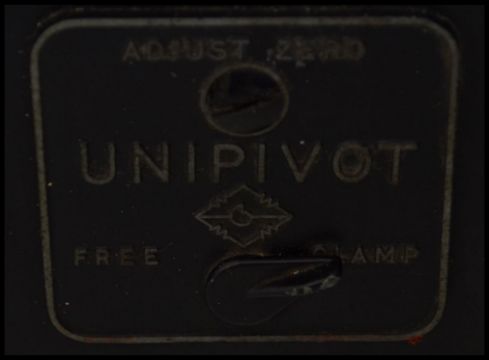 ADJUST ZERO
UNIPIVOT
FREE CLAMP